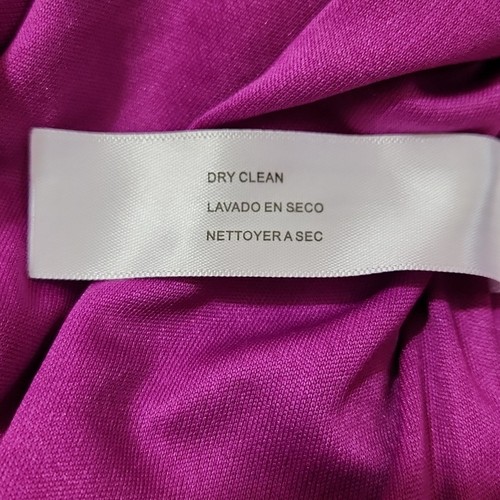 DRY CLEAN
LAVADO EN SECO
NETTOYER A SEC